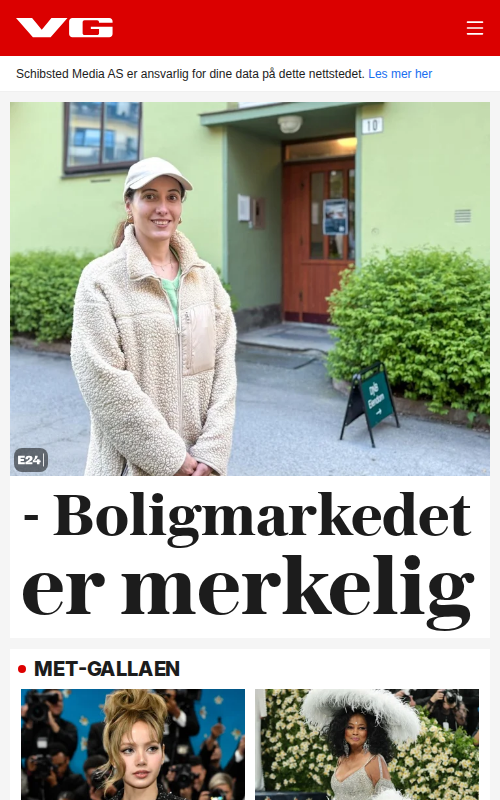 VG
Schibsted Media AS er ansvarlig for dine data på dette nettstedet. Les mer her
10
Eiendom
E24
- Boligmarkedet
er merkelig
MET-GALLAEN